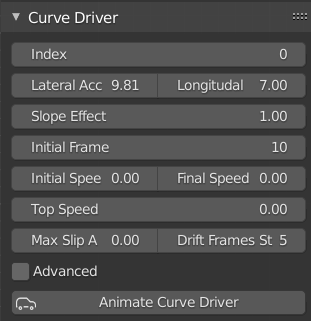 Curve Driver
Index 0
Lateral Acc 9.81 Longitudal 7.00
Slope Effect 1.00
Initial Frame 10
Initial Spee 0.00 Final Speed 0.00
Top Speed 0.00
Max Slip A 0.00 Drift Frames St 5
Advanced
Animate Curve Driver